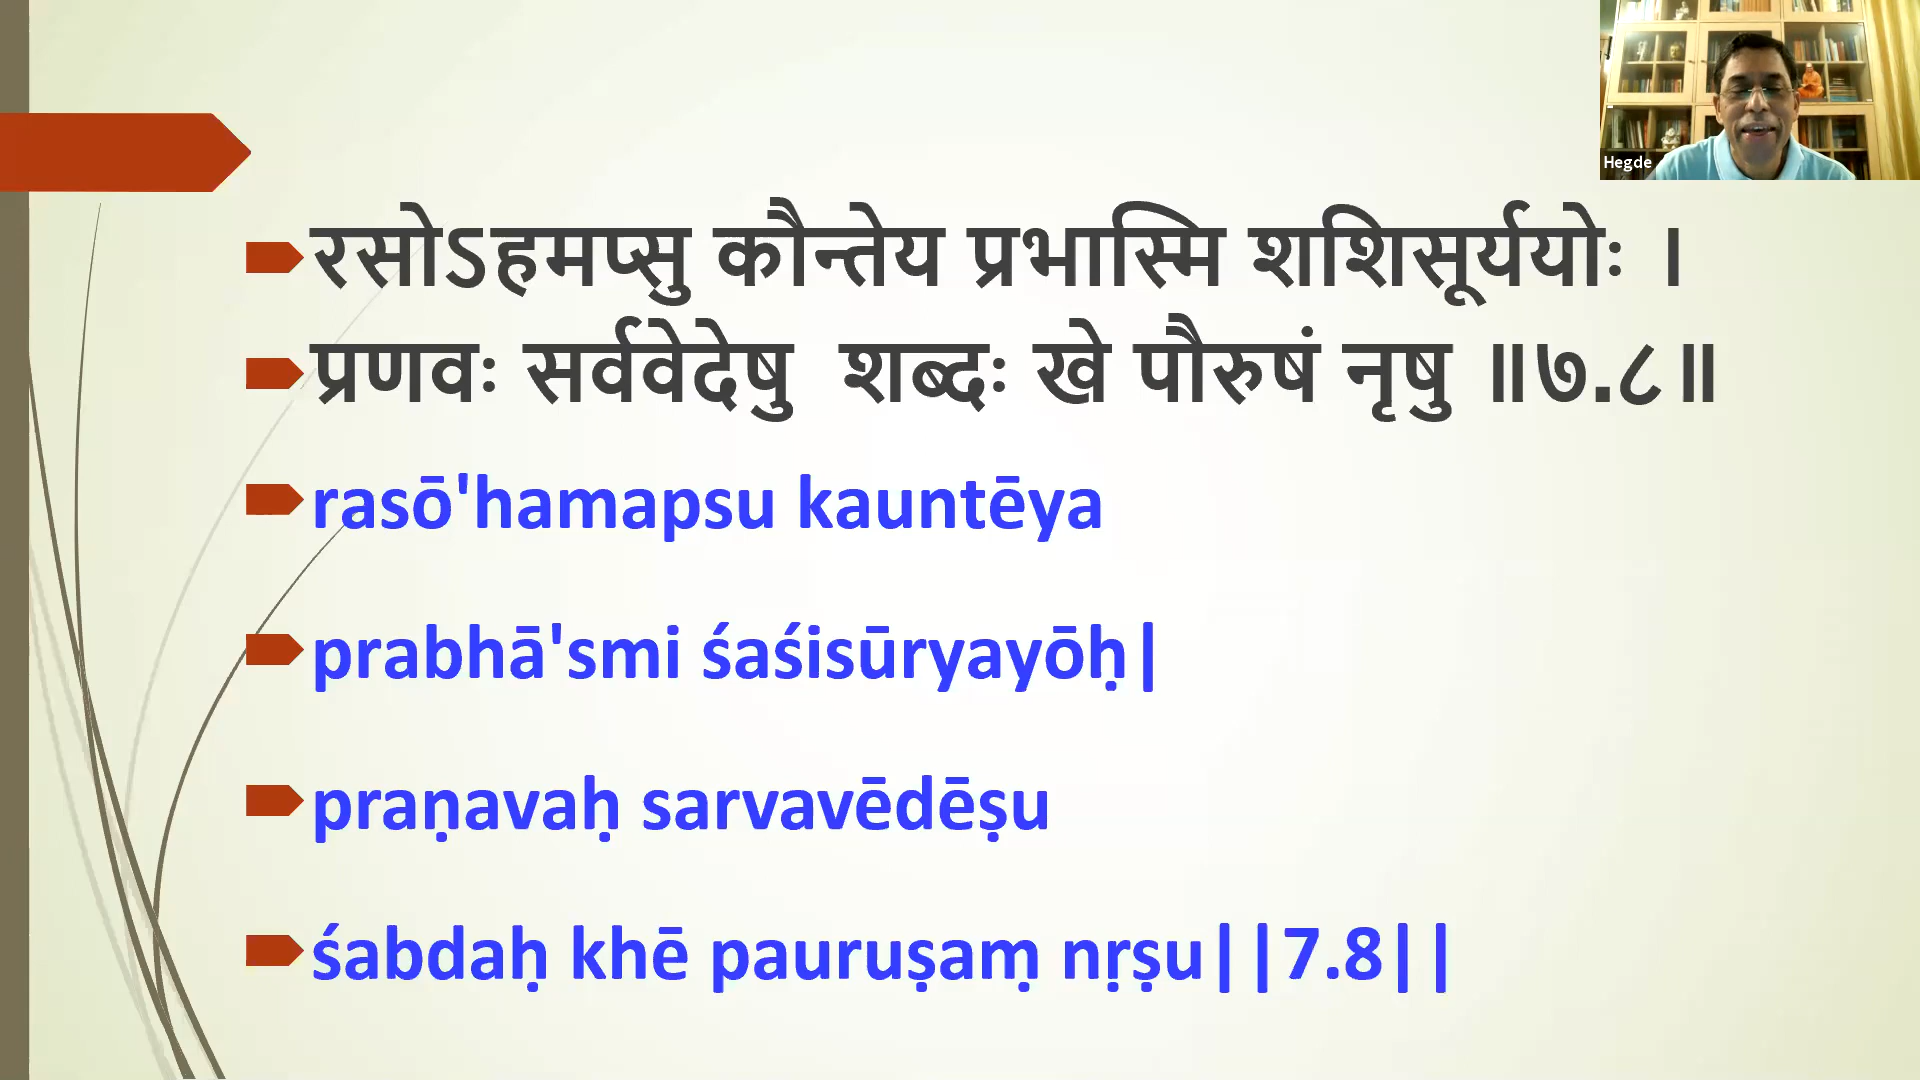 Hegde
रसोऽहमप्सु कौन्तेय प्रभास्मि शशिसूर्ययोः ।
प्रणवः सर्ववेदेषु शब्दः खे पौरुषं नृषु ॥७.८॥
rasō'hamapsu kauntēya
prabhā'smi śaśisūryayōḥ|
praṇavaḥ sarvavēdēṣu
śabdaḥ khē pauruṣaṃ nṛṣu||7.8||